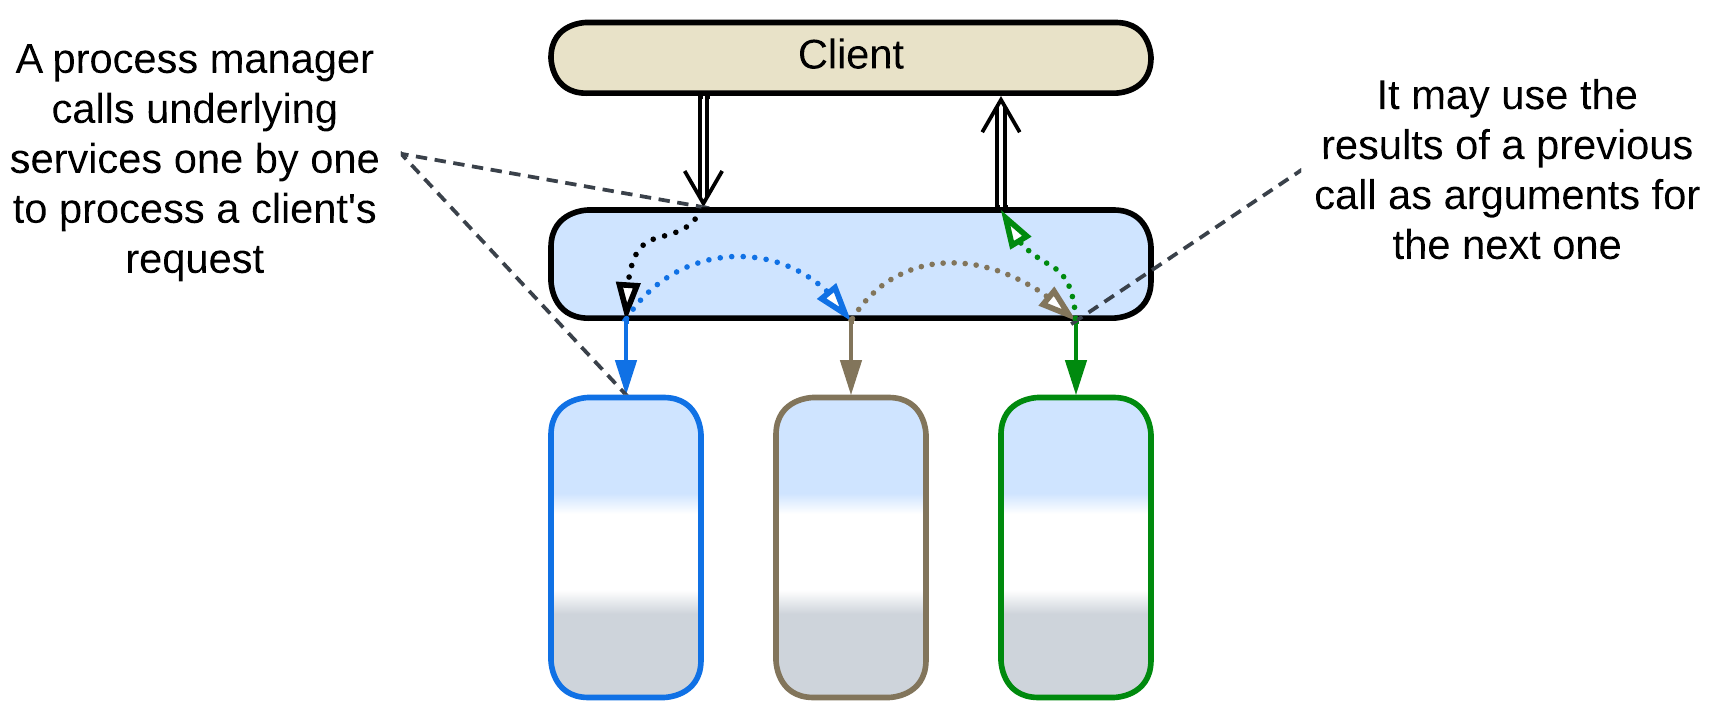 A process manager
calls underlying
services one by one
to process a client's
request
Client
It may use the
results of a previous
call as arguments for
the next one